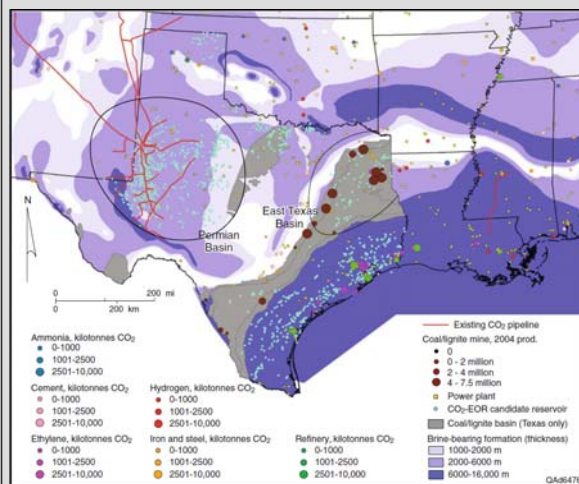 East Texas
Basin
Permian
Basin
N
0 200 mi
0 200 km
Ammonia, kilotonnes CO2
0-1000
1001-2500
2501-10,000
Cement, kilotonnes CO2
0-1000
1001-2500
2501-10,000
Hydrogen, kilotonnes CO2
0-1000
1001-2500
2501-10,000
Ethylene, kilotonnes CO2
0-1000
1001-2500
2501-10,000
Iron and steel, kilotonnes CO2
0-1000
1001-2500
2501-10,000
Refinery, kilotonnes CO2
0-1000
1001-2500
2501-10,000
Existing CO2 pipeline
Coal/lignite mine, 2004 prod.
0
0 - 2 million
2 - 4 million
4 - 7.5 million
Power plant
CO2-EOR candidate reservoir
Coal/lignite basin (Texas only)
Brine-bearing formation (thickness)
1000-2000 m
2000-6000 m
6000-16,000 m